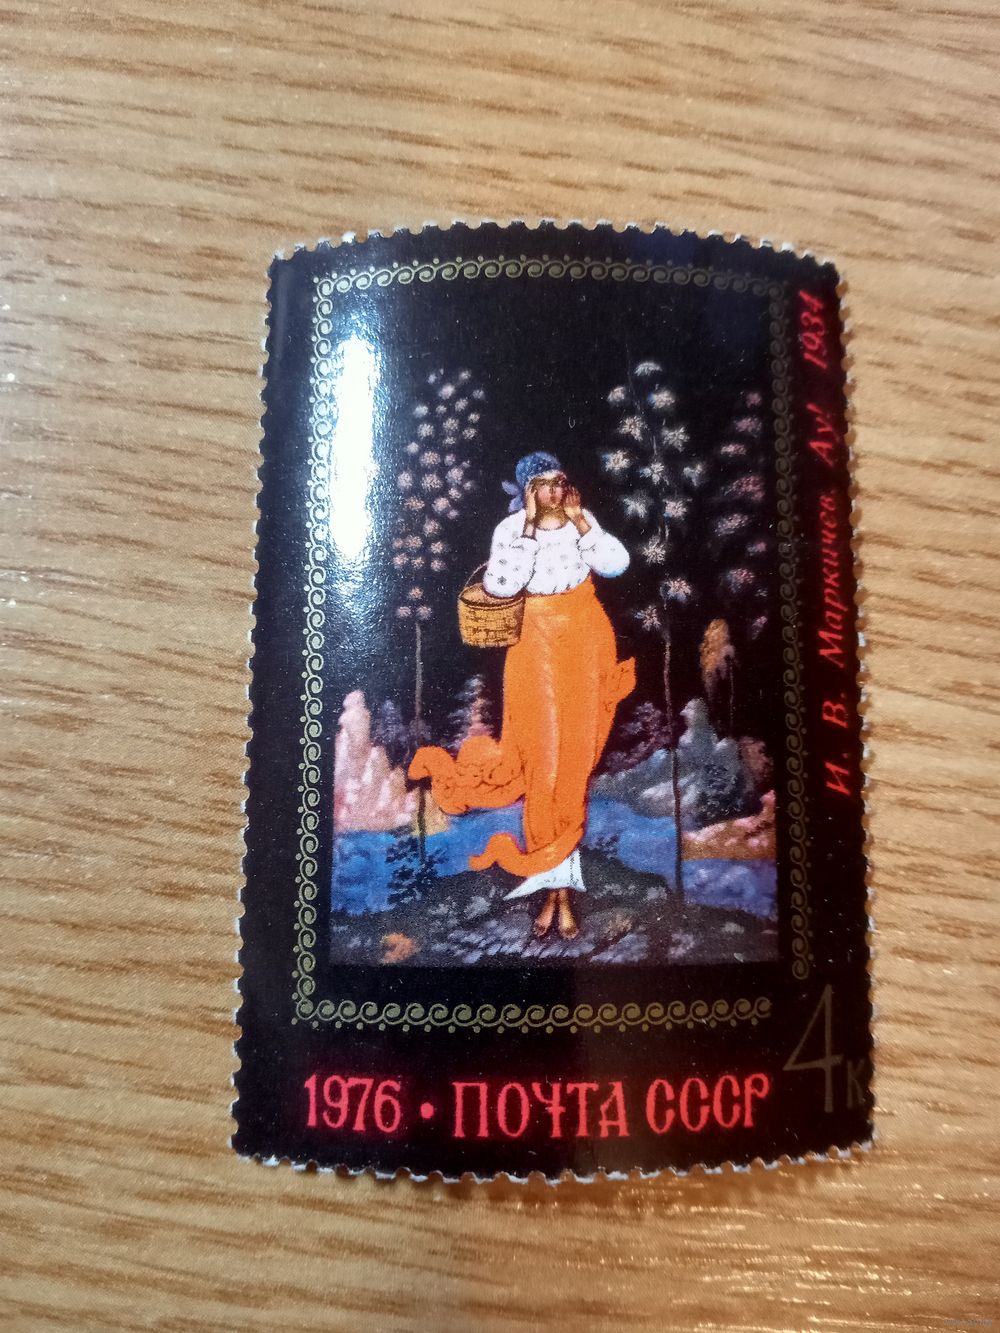 И. В. Маркичев Ау! 1934
4к
1976 • ПОЧТА СССР